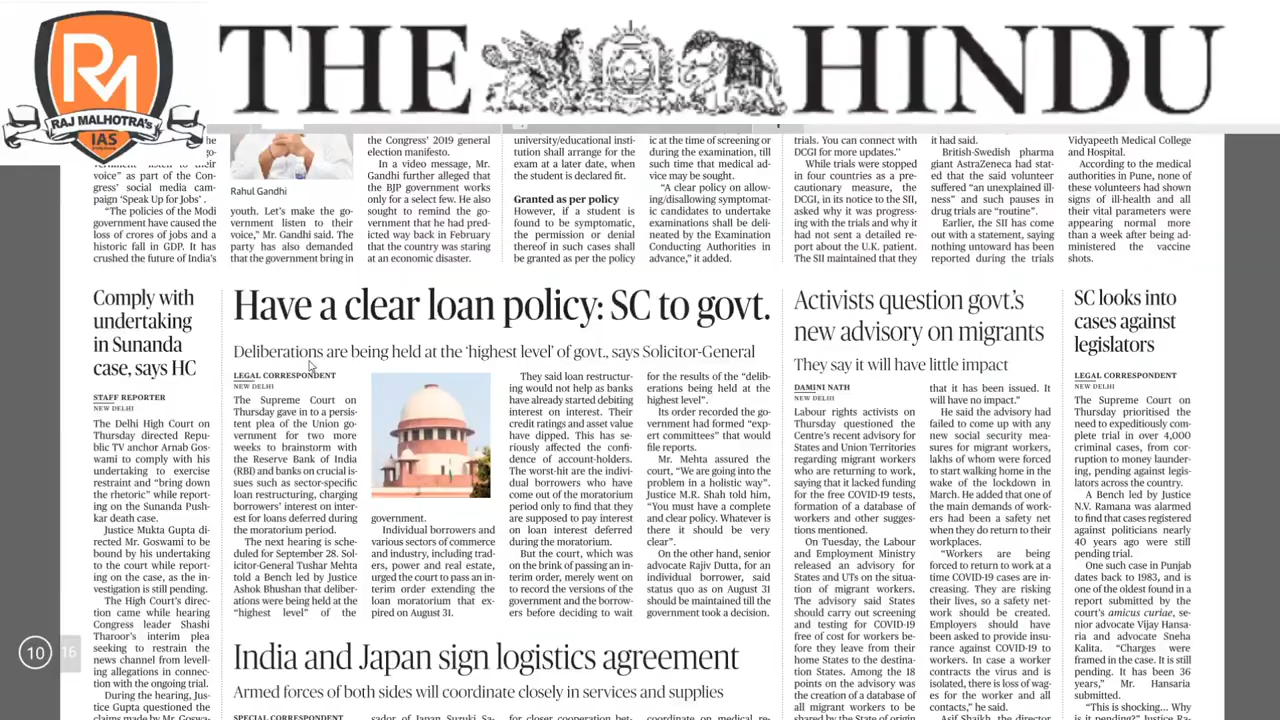 RM
RAJ MALHOTRA's
IAS
THE HINDU
voice" as part of the Con-
gress' social media cam-
paign 'Speak Up for Jobs' .
"The policies of the Modi
government have caused the
loss of crores of jobs and a
historic fall in GDP. It has
crushed the future of India's
Rahul Gandhi
youth. Let's make the go-
vernment listen to their
voice," Mr. Gandhi said. The
party has also demanded
that the government bring in
the Congress' 2019 general
election manifesto.
In a video message, Mr.
Gandhi further alleged that
the BJP government works
only for a select few. He also
sought to remind the go-
vernment that he had pred-
icted way back in February
that the country was staring
at an economic disaster.
university/educational insti-
tution shall arrange for the
exam at a later date, when
the student is declared fit.
Granted as per policy
However, if a student is
found to be symptomatic,
the permission or denial
thereof in such cases shall
be granted as per the policy
ic at the time of screening or
during the examination, till
such time that medical ad-
vice may be sought.
"A clear policy on allow-
ing/disallowing symptomat-
ic candidates to undertake
examinations shall be deli-
neated by the Examination
Conducting Authorities in
advance," it added.
trials. You can connect with
DCGI for more updates.''
While trials were stopped
in four countries as a pre-
cautionary measure, the
DCGI, in its notice to the SII,
asked why it was progress-
ing with the trials and why it
had not sent a detailed re-
port about the U.K. patient.
The SII maintained that they
it had said.
British-Swedish pharma
giant AstraZeneca had stat-
ed that the said volunteer
suffered "an unexplained ill-
ness" and such pauses in
drug trials are "routine".
Earlier, the SII has come
out with a statement, saying
nothing untoward has been
reported during the trials
Vidyapeeth Medical College
and Hospital.
According to the medical
authorities in Pune, none of
these volunteers had shown
signs of ill-health and all
their vital parameters were
appearing normal more
than a week after being ad-
ministered the vaccine
shots.
Comply with
undertaking
in Sunanda
case, says HC
STAFF REPORTER
NEW DELHI
The Delhi High Court on
Thursday directed Repu-
blic TV anchor Arnab Gos-
wami to comply with his
undertaking to exercise
restraint and "bring down
the rhetoric" while report-
ing on the Sunanda Push-
kar death case.
Justice Mukta Gupta di-
rected Mr. Goswami to be
bound by his undertaking
to the court while report-
ing on the case, as the in-
vestigation is still pending.
The High Court's direc-
tion came while hearing
Congress leader Shashi
Tharoor's interim plea
seeking to restrain the
news channel from levell-
ing allegations in connec-
tion with the ongoing trial.
During the hearing, Jus-
tice Gupta questioned the
claims made by Mr. Goswa-
Have a clear loan policy: SC to govt.
Deliberations are being held at the 'highest level' of govt., says Solicitor-General
LEGAL CORRESPONDENT
NEW DELHI
The Supreme Court on
Thursday gave in to a persis-
tent plea of the Union go-
vernment for two more
weeks to brainstorm with
the Reserve Bank of India
(RBI) and banks on crucial is-
sues such as sector-specific
loan restructuring, charging
borrowers' interest on inter-
est for loans deferred during
the moratorium period.
The next hearing is sche-
duled for September 28. Sol-
icitor-General Tushar Mehta
told a Bench led by Justice
Ashok Bhushan that deliber-
ations were being held at the
"highest level" of the
government.
Individual borrowers and
various sectors of commerce
and industry, including trad-
ers, power and real estate,
urged the court to pass an in-
terim order extending the
loan moratorium that ex-
pired on August 31.
They said loan restructur-
ing would not help as banks
have already started debiting
interest on interest. Their
credit ratings and asset value
have dipped. This has se-
riously affected the confi-
dence of account-holders.
The worst-hit are the indivi-
dual borrowers who have
come out of the moratorium
period only to find that they
are supposed to pay interest
on loan interest deferred
during the moratorium.
But the court, which was
on the brink of passing an in-
terim order, merely went on
to record the versions of the
government and the borrow-
ers before deciding to wait
for the results of the "delib-
erations being held at the
highest level".
Its order recorded the go-
vernment had formed "exp-
ert committees" that would
file reports.
Mr. Mehta assured the
court, "We are going into the
problem in a holistic way".
Justice M.R. Shah told him,
"You must have a complete
and clear policy. Whatever is
there it should be very
clear".
On the other hand, senior
advocate Rajiv Dutta, for an
individual borrower, said
status quo as on August 31
should be maintained till the
government took a decision.
India and Japan sign logistics agreement
Armed forces of both sides will coordinate closely in services and supplies
SPECIAL CORRESPONDENT
sador of Japan Suzuki Sa-
for closer cooperation bet-
coordinate on medical re-
Activists question govt.'s
new advisory on migrants
They say it will have little impact
DAMINI NATH
NEW DELHI
Labour rights activists on
Thursday questioned the
Centre's recent advisory for
States and Union Territories
regarding migrant workers
who are returning to work,
saying that it lacked funding
for the free COVID-19 tests,
formation of a database of
workers and other sugges-
tions mentioned.
On Tuesday, the Labour
and Employment Ministry
released an advisory for
States and UTs on the situa-
tion of migrant workers.
The advisory said States
should carry out screening
and testing for COVID-19
free of cost for workers be-
fore they leave from their
home States to the destina-
tion States. Among the 18
points on the advisory was
the creation of a database of
all migrant workers to be
shared by the State of origin
that it has been issued. It
will have no impact."
He said the advisory had
failed to come up with any
new social security mea-
sures for migrant workers,
lakhs of whom were forced
to start walking home in the
wake of the lockdown in
March. He added that one of
the main demands of work-
ers had been a safety net
when they do return to their
workplaces.
"Workers are being
forced to return to work at a
time COVID-19 cases are in-
creasing. They are risking
their lives, so a safety net
work should be created.
Employers should have
been asked to provide insu-
rance against COVID-19 to
workers. In case a worker
contracts the virus and is
isolated, there is loss of wag-
es for the worker and all
contacts," he said.
Asif Shaikh, the director
SC looks into
cases against
legislators
LEGAL CORRESPONDENT
NEW DELHI
The Supreme Court on
Thursday prioritised the
need to expeditiously com-
plete trial in over 4,000
criminal cases, from cor-
ruption to money launder-
ing, pending against legis-
lators across the country.
A Bench led by Justice
N.V. Ramana was alarmed
to find that cases registered
against politicians nearly
40 years ago were still
pending trial.
One such case in Punjab
dates back to 1983, and is
one of the oldest found in a
report submitted by the
court's amicus curiae, se-
nior advocate Vijay Hansa-
ria and advocate Sneha
Kalita. "Charges were
framed in the case. It is still
pending. It has been 36
years," Mr. Hansaria
submitted.
"This is shocking... Why
10
16